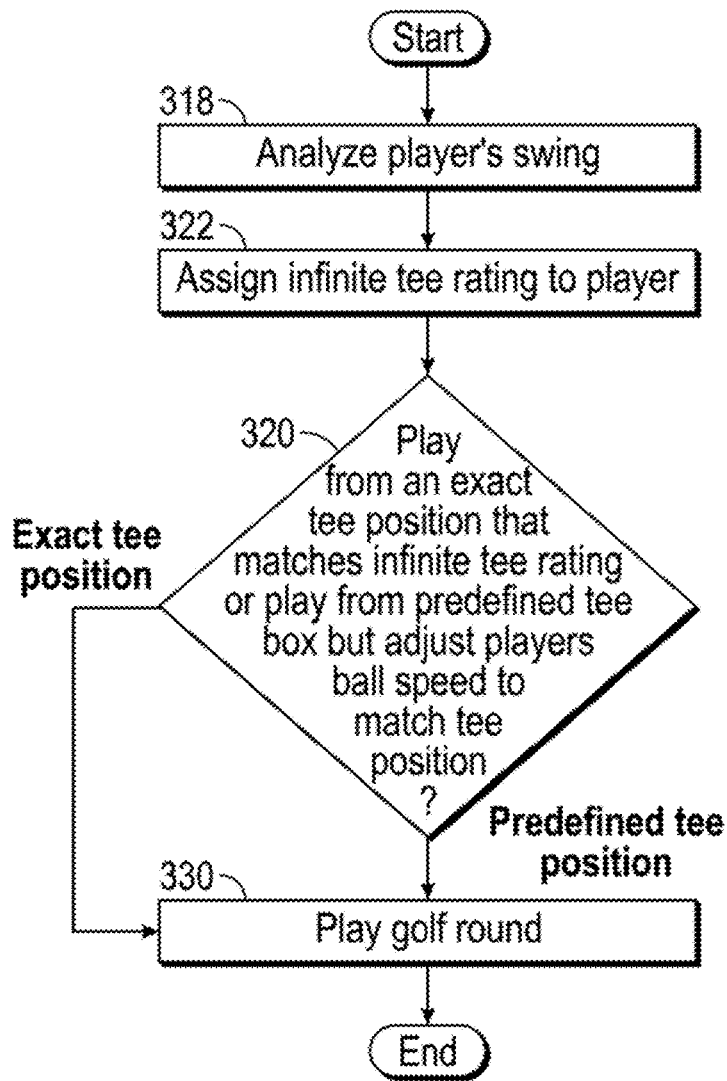 Start
318
Analyze player's swing
322
Assign infinite tee rating to player
320
Play
from an exact
tee position that
matches infinite tee rating
or play from predefined tee
box but adjust players
ball speed to
match tee
position
?
Exact tee
position
Predefined tee
position
330
Play golf round
End